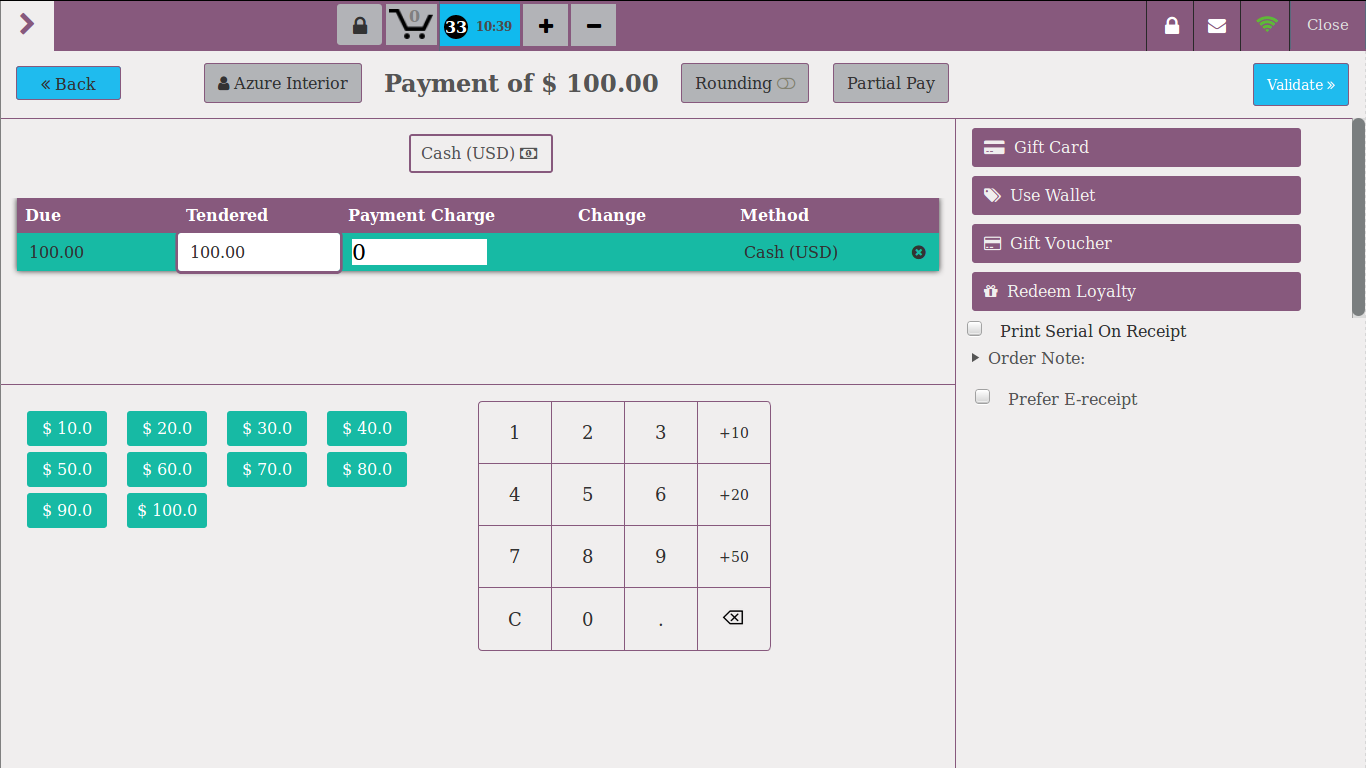 0
33 10:39
+
−
Close
« Back
Azure Interior
Payment of $ 100.00
Rounding
Partial Pay
Validate »
Cash (USD)
Due Tendered Payment Charge Change Method
100.00 100.00 0 Cash (USD)
Gift Card
Use Wallet
Gift Voucher
Redeem Loyalty
Print Serial On Receipt
Order Note:
Prefer E-receipt
$ 10.0 $ 20.0 $ 30.0 $ 40.0
$ 50.0 $ 60.0 $ 70.0 $ 80.0
$ 90.0 $ 100.0
1 2 3 +10
4 5 6 +20
7 8 9 +50
C 0 .